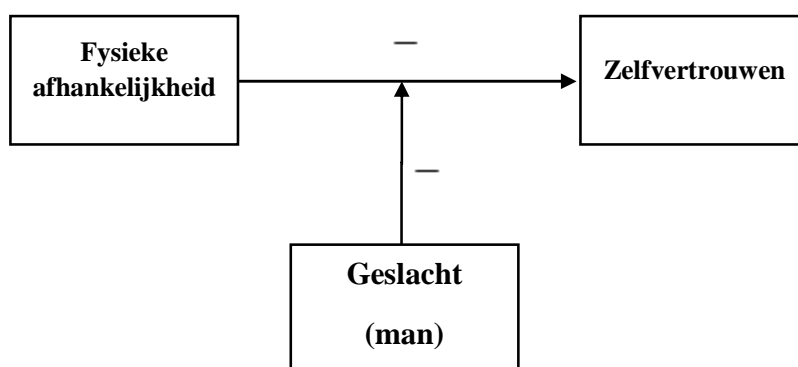 Fysieke
afhankelijkheid
—
Zelfvertrouwen
—
Geslacht
(man)